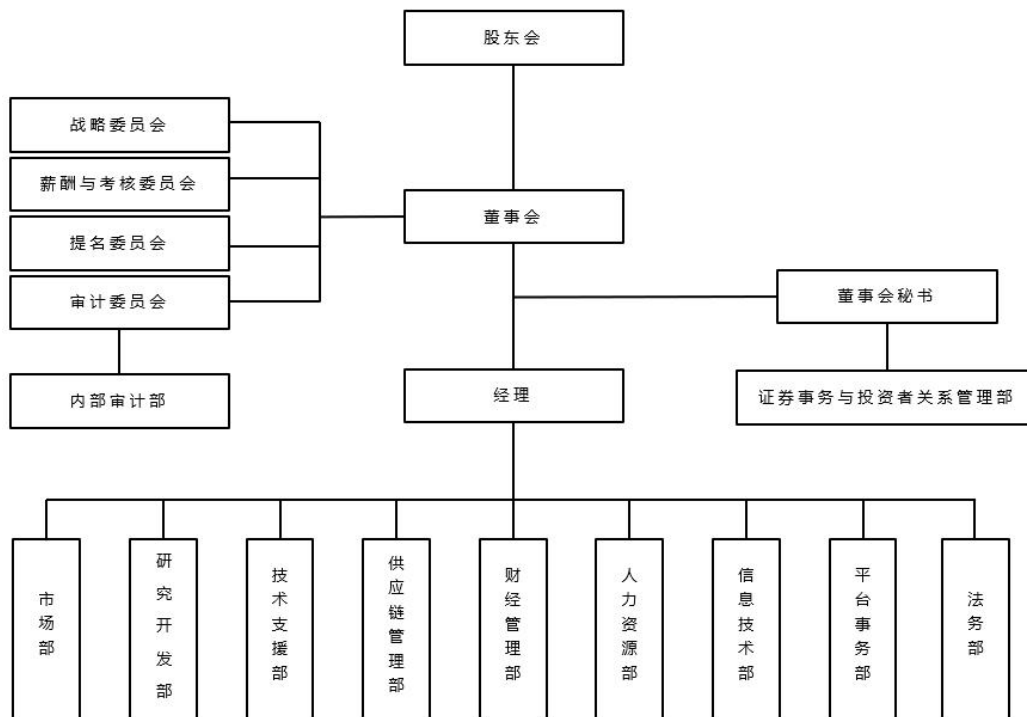 股东会
战略委员会
薪酬与考核委员会
提名委员会
审计委员会
董事会
董事会秘书
内部审计部
经理
证券事务与投资者关系管理部
市场部
研究开发部
技术支援部
供应链管理部
财经管理部
人力资源部
信息技术部
平台事务部
法务部